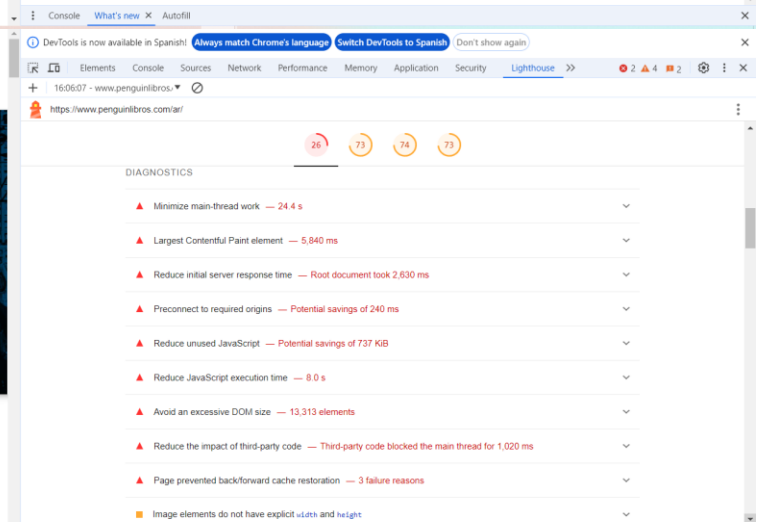 Console What's new Autofill
DevTools is now available in Spanish! Always match Chrome's language Switch DevTools to Spanish Don't show again
Elements Console Sources Network Performance Memory Application Security Lighthouse 2 4 2
16:06:07 - www.penguinlibros.
https://www.penguinlibros.com/ar/
26 73 74 73
DIAGNOSTICS
Minimize main-thread work — 24.4 s
Largest Contentful Paint element — 5,840 ms
Reduce initial server response time — Root document took 2,630 ms
Preconnect to required origins — Potential savings of 240 ms
Reduce unused JavaScript — Potential savings of 737 KiB
Reduce JavaScript execution time — 8.0 s
Avoid an excessive DOM size — 13,313 elements
Reduce the impact of third-party code — Third-party code blocked the main thread for 1,020 ms
Page prevented back/forward cache restoration — 3 failure reasons
Image elements do not have explicit width and height